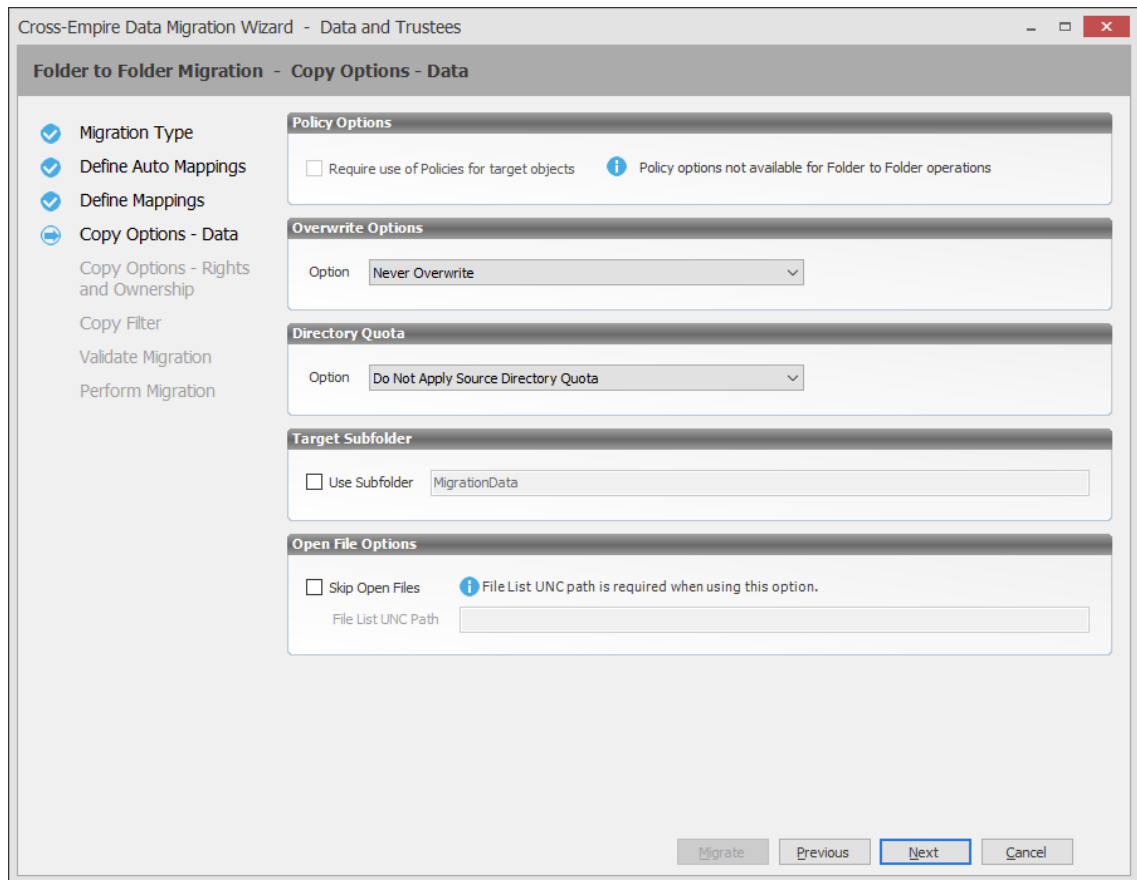 Cross-Empire Data Migration Wizard - Data and Trustees
Folder to Folder Migration - Copy Options - Data
Migration Type
Define Auto Mappings
Define Mappings
Copy Options - Data
Copy Options - Rights
and Ownership
Copy Filter
Validate Migration
Perform Migration
Policy Options
Require use of Policies for target objects
Policy options not available for Folder to Folder operations
Overwrite Options
Option
Never Overwrite
Directory Quota
Option
Do Not Apply Source Directory Quota
Target Subfolder
Use Subfolder
MigrationData
Open File Options
Skip Open Files
File List UNC path is required when using this option.
File List UNC Path
Migrate
Previous
Next
Cancel